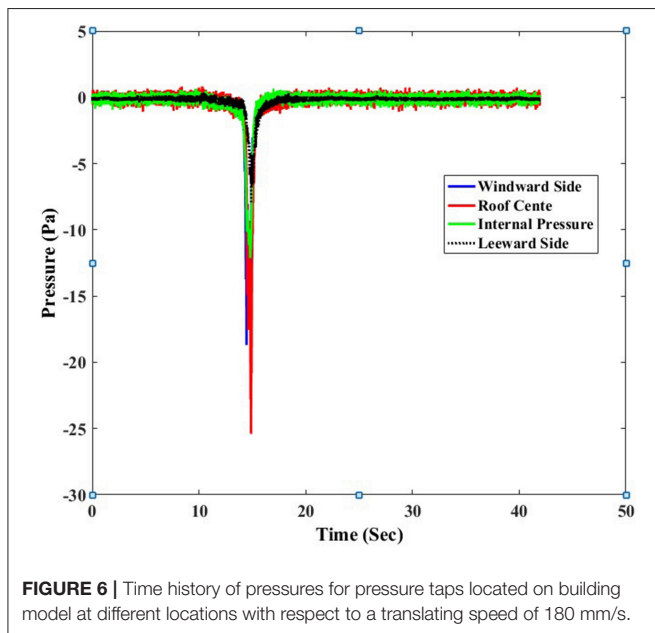 5
0
-5
-10
-15
-20
-25
-30
Pressure (Pa)
Windward Side
Roof Cente
Internal Pressure
Leeward Side
0
10
20
30
40
50
Time (Sec)
FIGURE 6 | Time history of pressures for pressure taps located on building
model at different locations with respect to a translating speed of 180 mm/s.